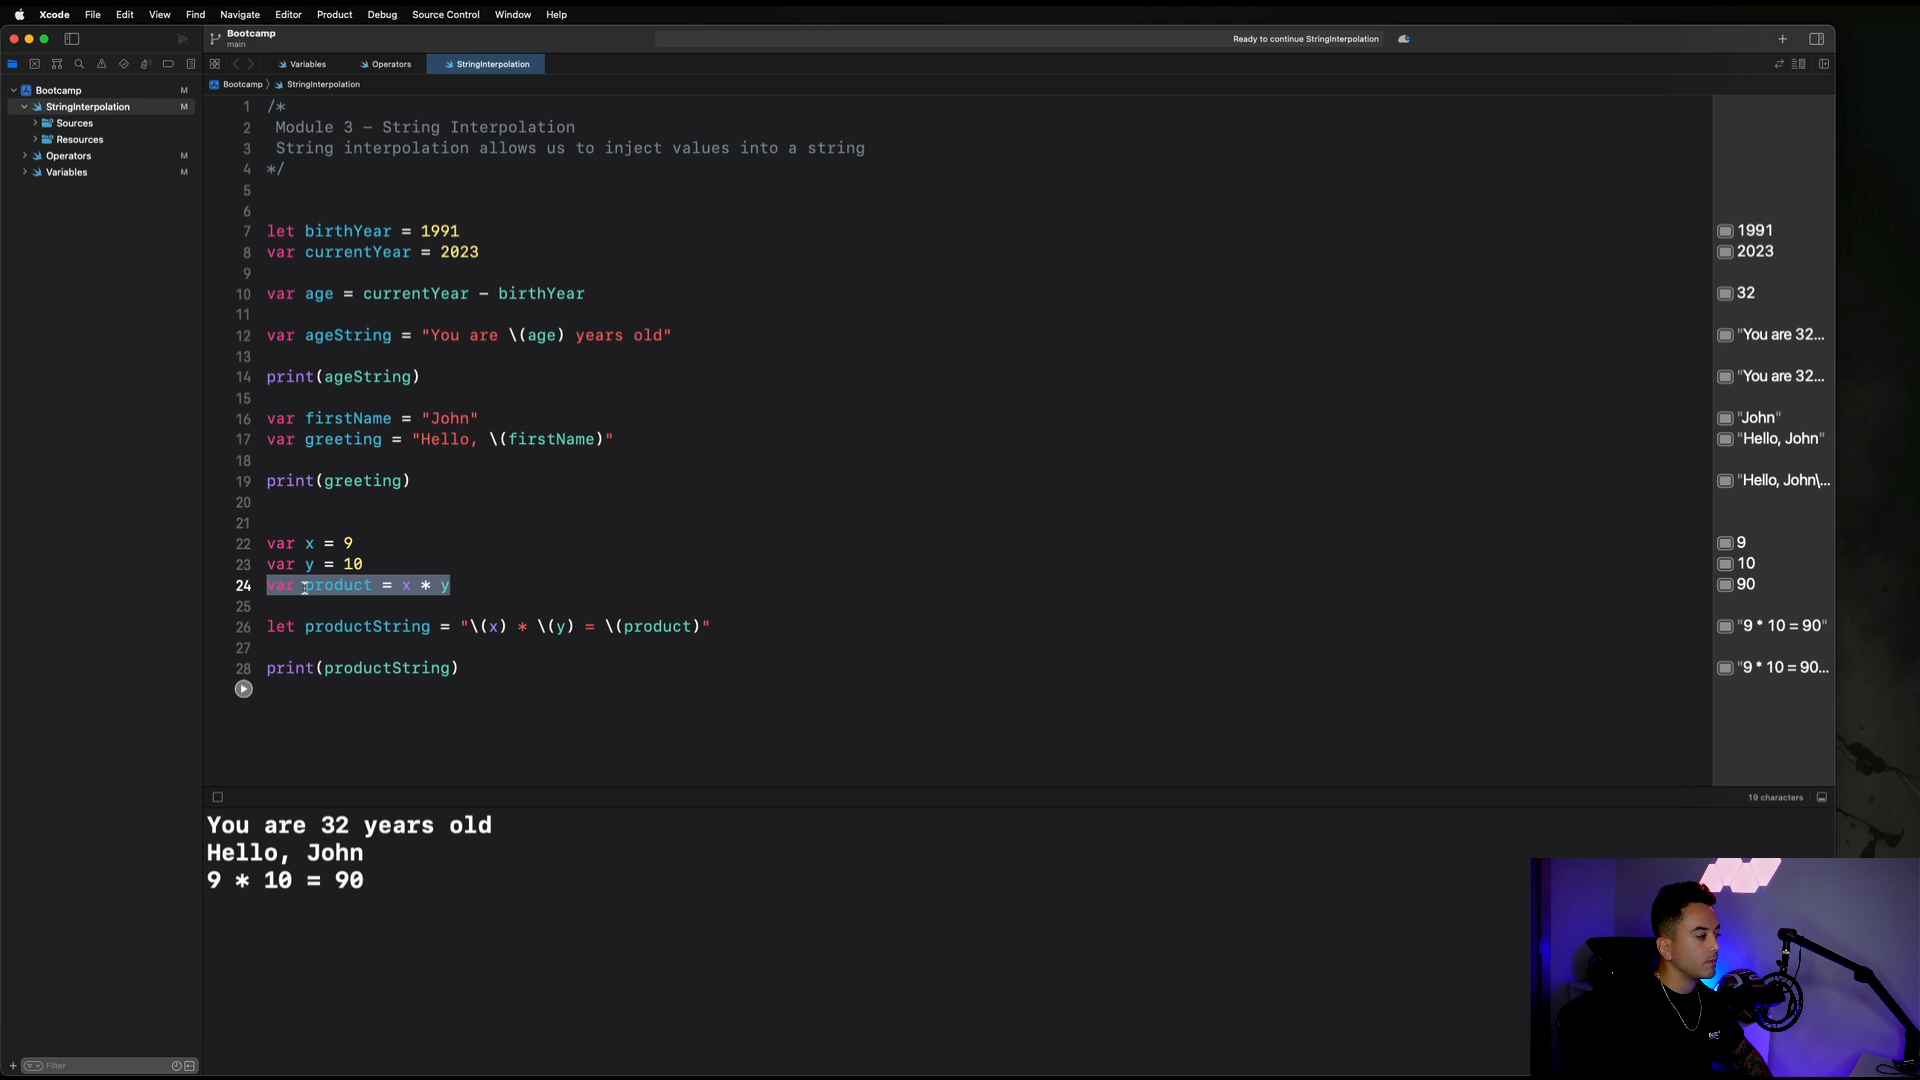 Xcode File Edit View Find Navigate Editor Product Debug Source Control Window Help
Bootcamp
main
Ready to continue StringInterpolation
Variables Operators StringInterpolation
Bootcamp StringInterpolation
Bootcamp M
StringInterpolation M
Sources
Resources
Operators M
Variables M
1 /*
2 Module 3 – String Interpolation
3 String interpolation allows us to inject values into a string
4 */
5
6
7 let birthYear = 1991
8 var currentYear = 2023
9
10 var age = currentYear - birthYear
11
12 var ageString = "You are \(age) years old"
13
14 print(ageString)
15
16 var firstName = "John"
17 var greeting = "Hello, \(firstName)"
18
19 print(greeting)
20
21
22 var x = 9
23 var y = 10
24 var product = x * y
25
26 let productString = "\(x) * \(y) = \(product)"
27
28 print(productString)
1991
2023
32
"You are 32...
"You are 32...
"John"
"Hello, John"
"Hello, John\...
9
10
90
"9 * 10 = 90"
"9 * 10 = 90...
19 characters
You are 32 years old
Hello, John
9 * 10 = 90
Filter